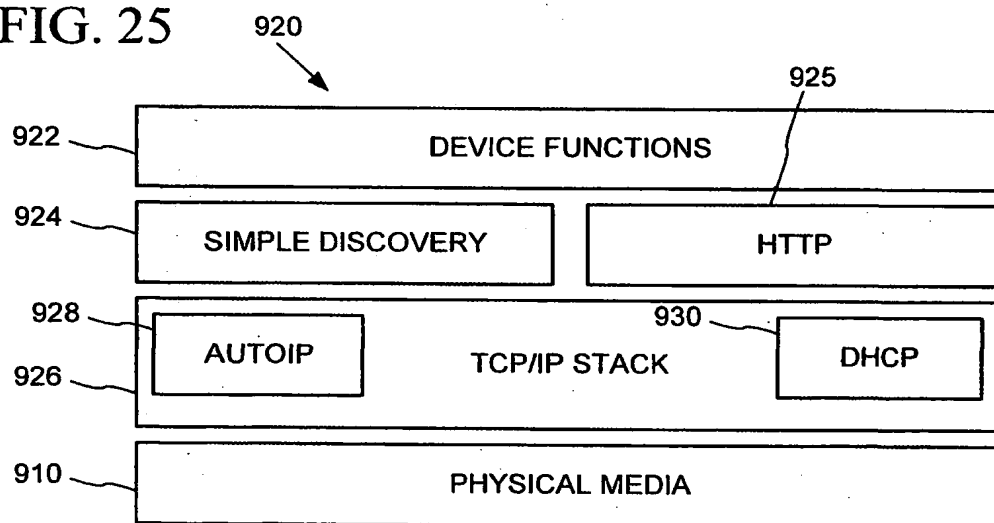 FIG. 25
920
925
922
DEVICE FUNCTIONS
924
SIMPLE DISCOVERY
HTTP
928
AUTOIP
930
DHCP
926
TCP/IP STACK
910
PHYSICAL MEDIA